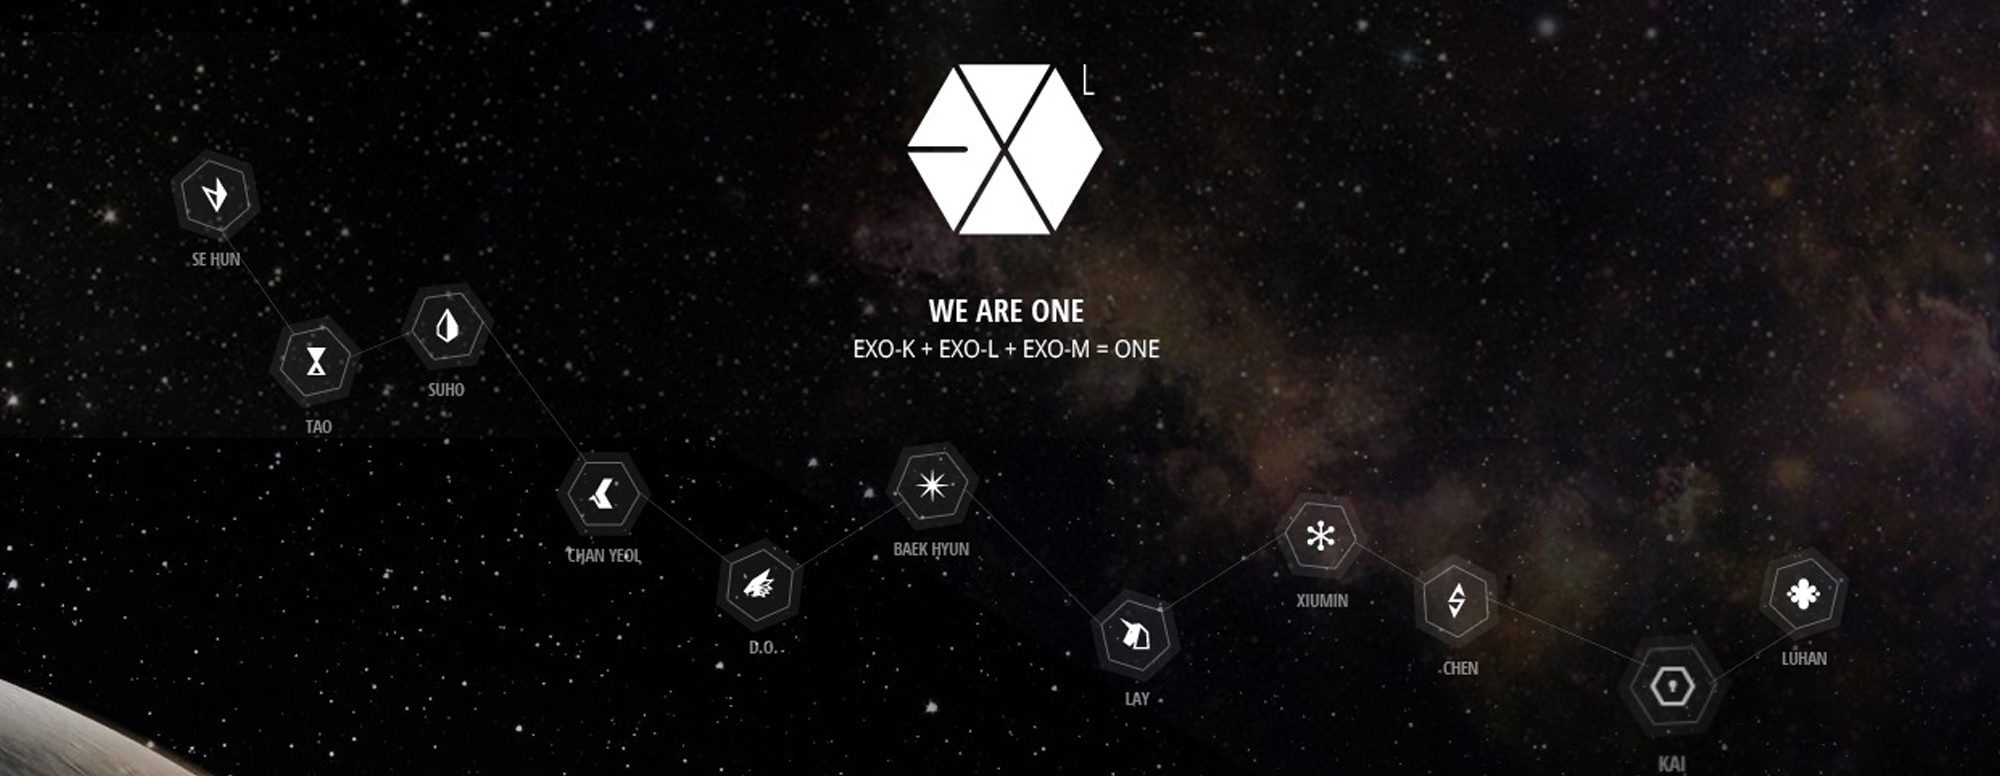 EXO
L
WE ARE ONE
EXO-K + EXO-L + EXO-M = ONE
SE HUN
TAO
SUHO
CHAN YEOL
D.O.
BAEK HYUN
LAY
XIUMIN
CHEN
KAI
LUHAN